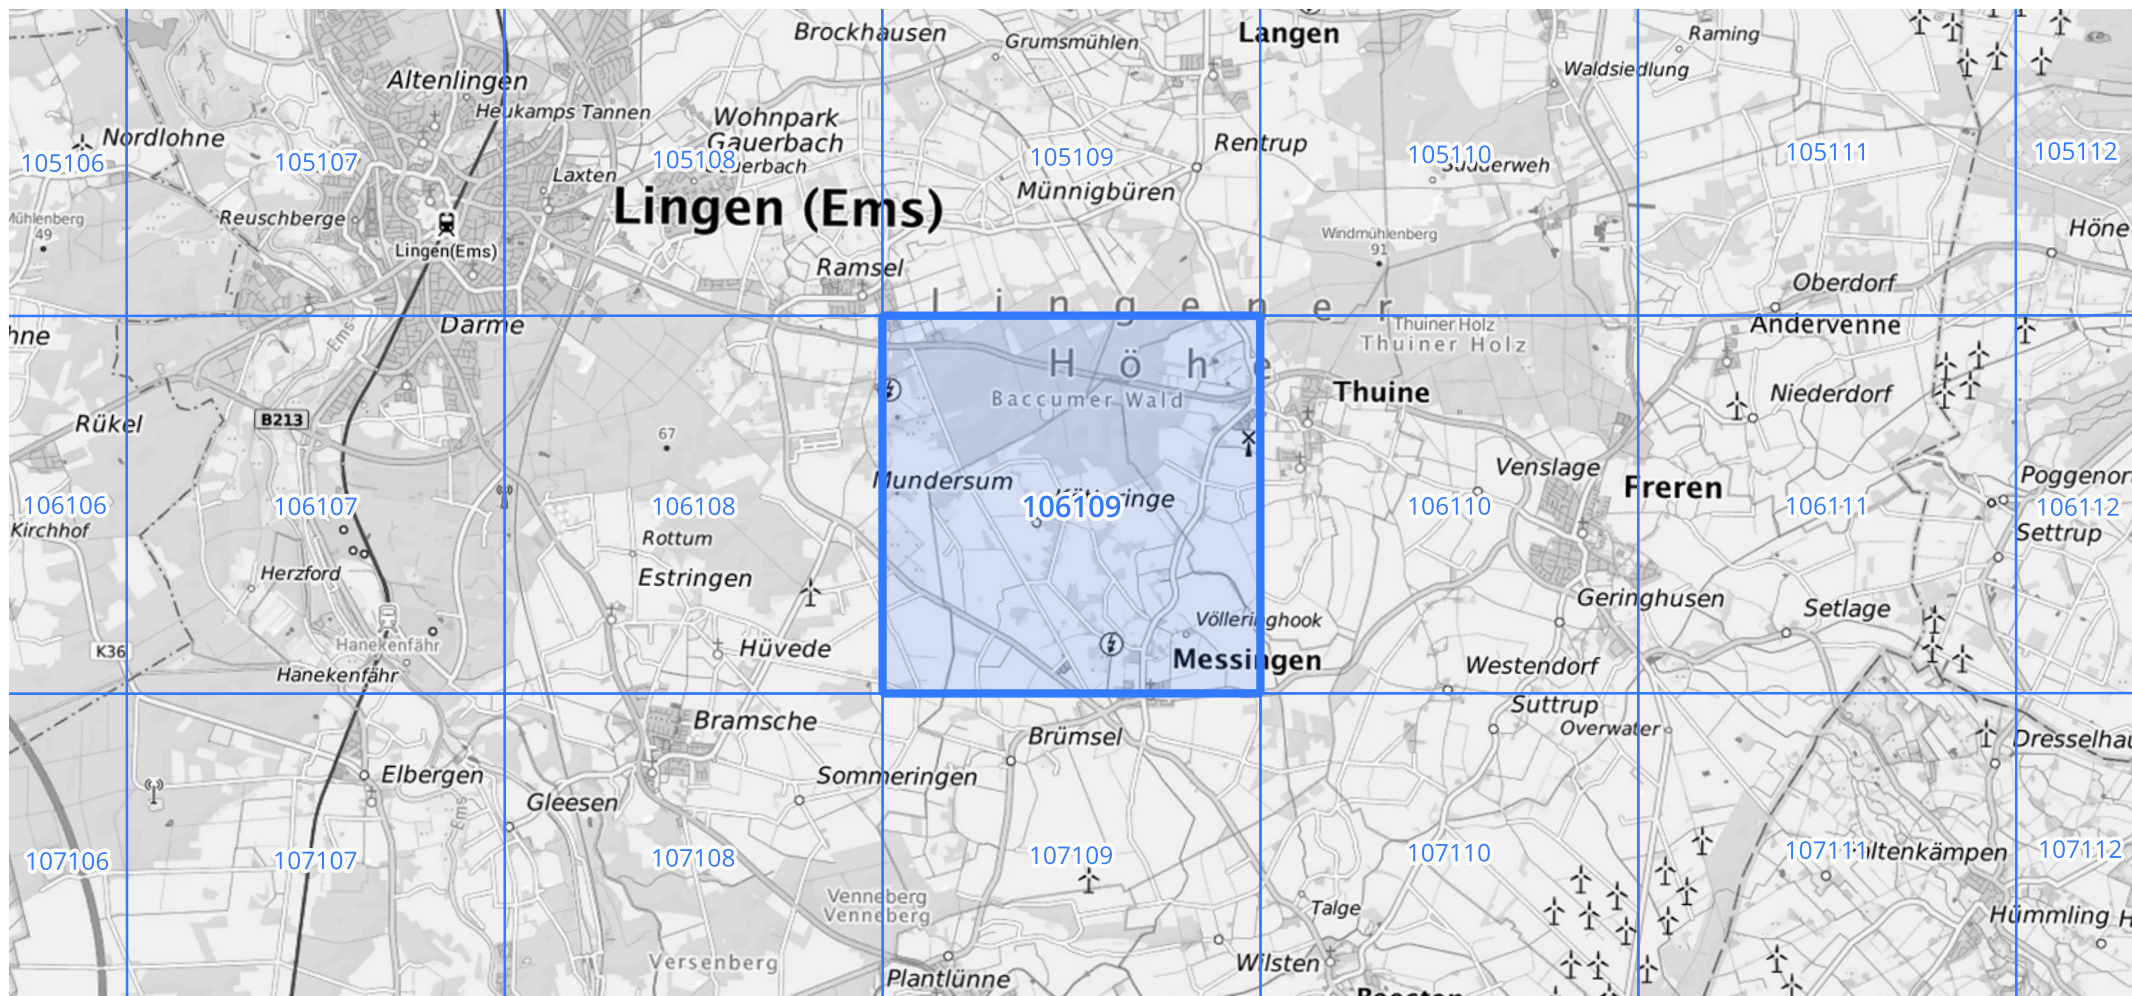 Brockhausen
Grumsmühlen
Langen
Raming
Altenlingen
Waldsiedlung
Heukamps Tannen
Wohnpark
Gauerbach
Nordlohne
Rentrup
105106
105107
105108
105109
105110
105111
105112
Laxten
Münnigbüren
Lingen (Ems)
Mühlenberg
49
Reuschberge
Lingen(Ems)
Windmühlenberg
91
Höne
Ramsel
Oberdorf
Lingener
Höhe
Darme
Ems
Thuiner Holz
Thuiner Holz
Andervenne
Baccumer Wald
Thuine
Niederdorf
Rükel
B213
67
Mundersum
Venslage
Freren
106106
106107
106108
106109
106110
106111
106112
Kirchhof
Settrup
Rottum
Herzford
Estringen
Geringhusen
Setlage
Völleringhook
K36
Hanekenfähr
Hanekenfähr
Hüvede
Messingen
Westendorf
Suttrup
Overwater
Bramsche
Brümsel
Elbergen
Sommeringen
Gleesen
Ems
107106
107107
107108
107109
107110
107111
107112
Venneberg
Venneberg
Talge
Hümmling
Versenberg
Plantlünne
Wilsten